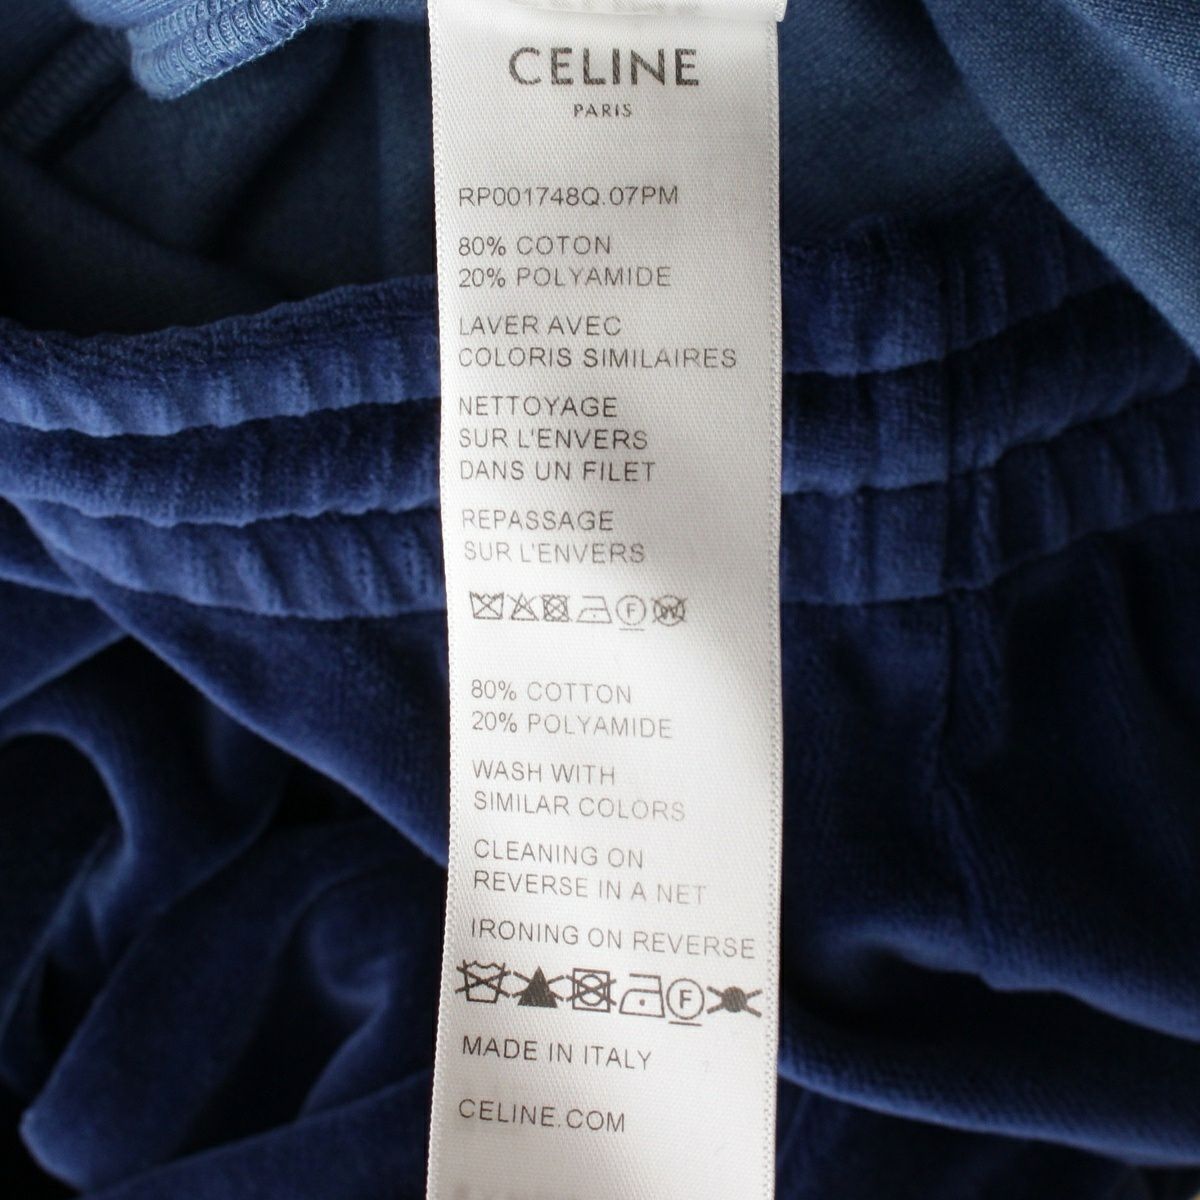 CELINE
PARIS
RP001748Q.07PM
80% COTON
20% POLYAMIDE
LAVER AVEC
COLORIS SIMILAIRES
NETTOYAGE
SUR L'ENVERS
DANS UN FILET
REPASSAGE
SUR L'ENVERS
F W
80% COTTON
20% POLYAMIDE
WASH WITH
SIMILAR COLORS
CLEANING ON
REVERSE IN A NET
IRONING ON REVERSE
F
MADE IN ITALY
CELINE.COM